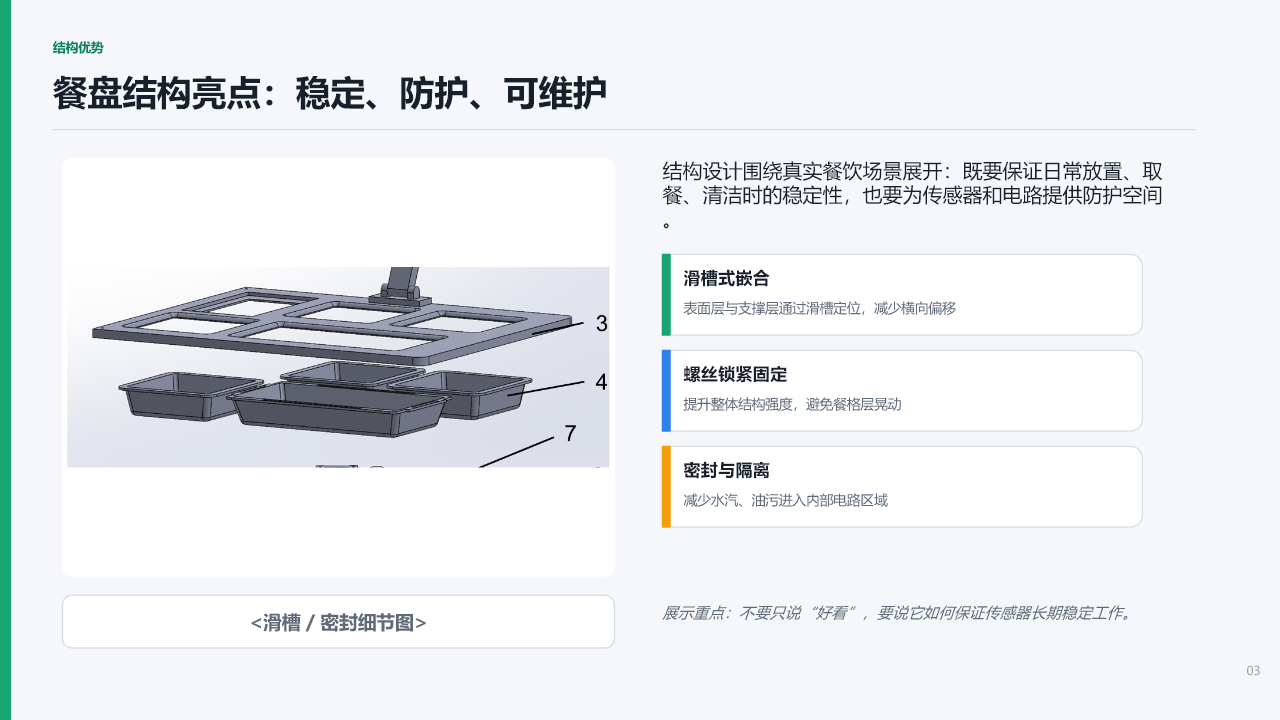 结构优势
餐盘结构亮点：稳定、防护、可维护
3
4
7
<滑槽 / 密封细节图>
结构设计围绕真实餐饮场景展开：既要保证日常放置、取
餐、清洁时的稳定性，也要为传感器和电路提供防护空间
。
滑槽式嵌合
表面层与支撑层通过滑槽定位，减少横向偏移
螺丝锁紧固定
提升整体结构强度，避免餐格层晃动
密封与隔离
减少水汽、油污进入内部电路区域
展示重点：不要只说“好看”，要说它如何保证传感器长期稳定工作。
03